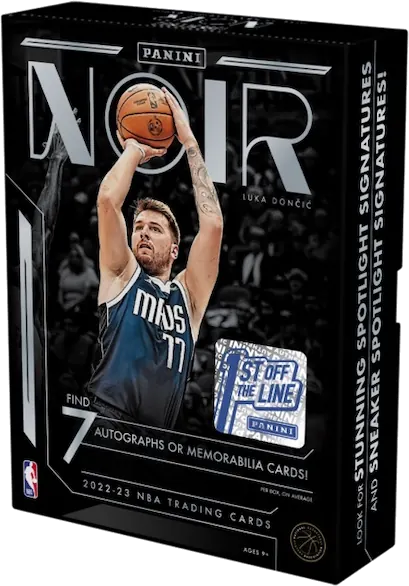 PANINI
NOIR
LUKA DONČIĆ
MAVS
77
1ST OFF
THE LINE
PANINI
FIND
7 AUTOGRAPHS OR MEMORABILIA CARDS!
PER BOX, ON AVERAGE
2022-23 NBA TRADING CARDS
AGES 9+
LOOK FOR STUNNING SPOTLIGHT SIGNATURES
AND SNEAKER SPOTLIGHT SIGNATURES!